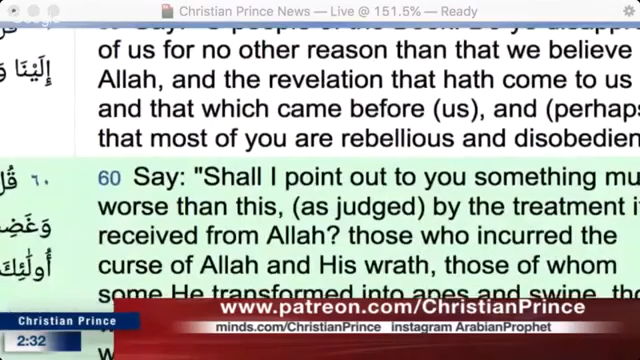 Christian Prince News — Live @ 151.5% — Ready
of us for no other reason than that we believe
إِلَيْنَا
Allah, and the revelation that hath come to us
and that which came before (us), and (perhaps
that most of you are rebellious and disobedien
٦٠
60 Say: "Shall I point out to you something mu
worse than this, (as judged) by the treatment it
received from Allah? those who incurred the
أُولَٰئِكَ
curse of Allah and His wrath, those of whom
some He transformed into apes and swine, tho
www.patreon.com/ChristianPrince
Christian Prince
minds.com/ChristianPrince instagram ArabianProphet
2:32